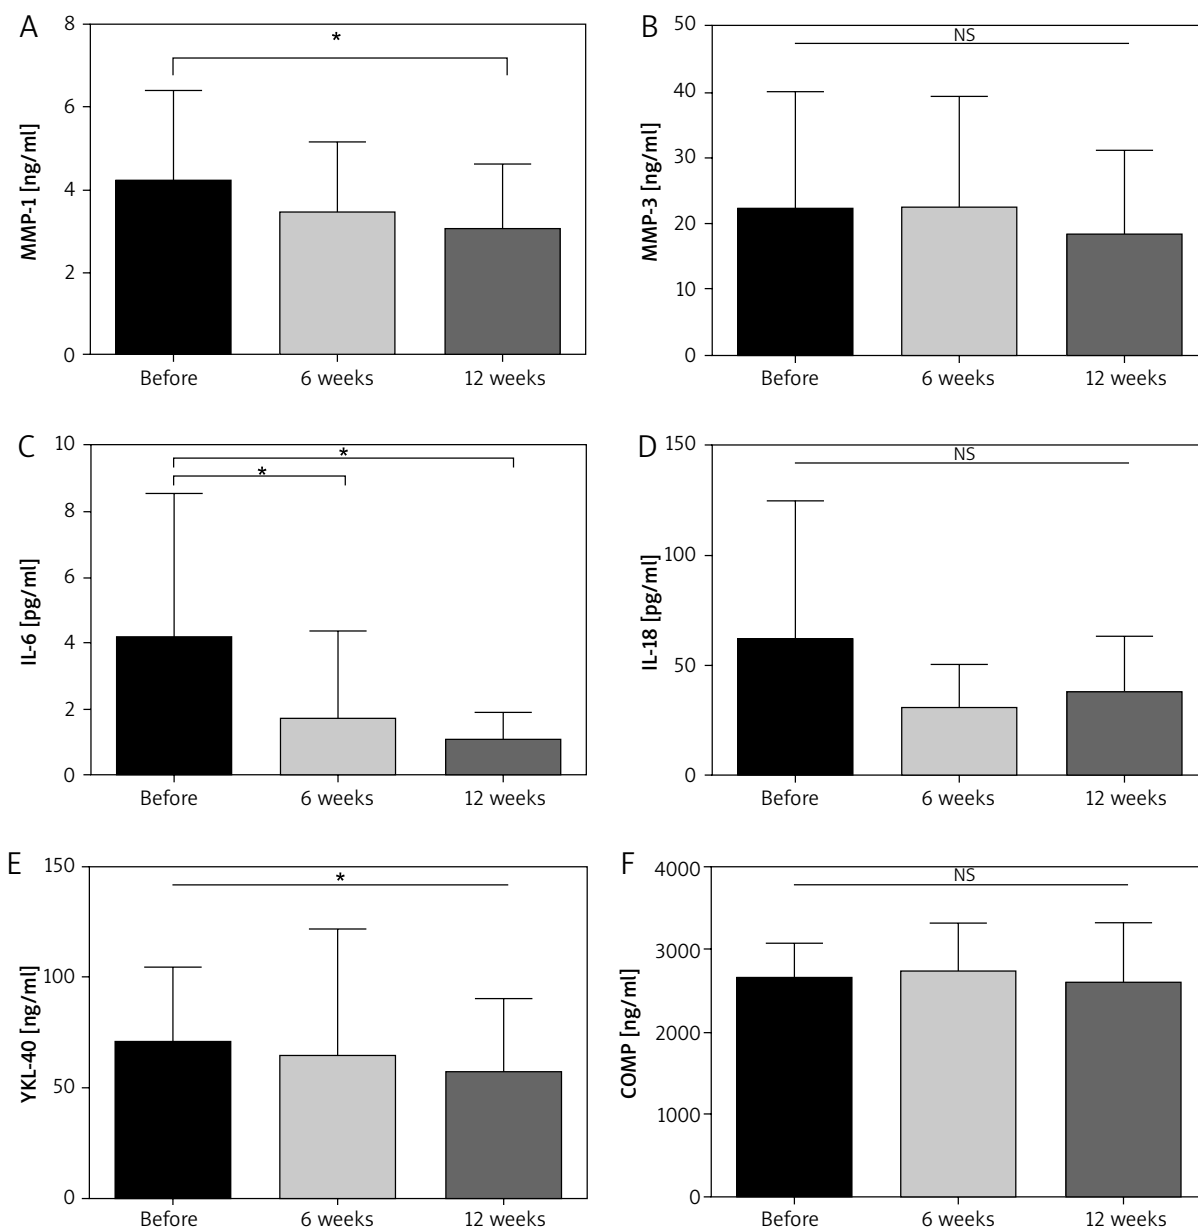 A
MMP-1 [ng/ml]
8
6
4
2
0
*
Before
6 weeks
12 weeks
B
MMP-3 [ng/ml]
50
40
30
20
10
0
NS
Before
6 weeks
12 weeks
C
IL-6 [pg/ml]
10
8
6
4
2
0
*
*
Before
6 weeks
12 weeks
D
IL-18 [pg/ml]
150
100
50
0
NS
Before
6 weeks
12 weeks
E
YKL-40 [ng/ml]
150
100
50
0
*
Before
6 weeks
12 weeks
F
COMP [ng/ml]
4000
3000
2000
1000
0
NS
Before
6 weeks
12 weeks